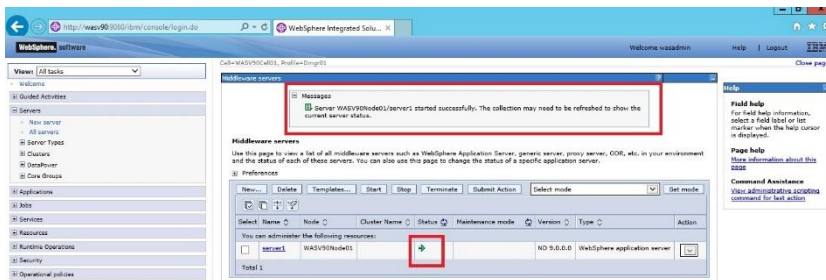 http://wasv90:9060/ibm/console/login.do
WebSphere Integrated Solu...
WebSphere. software
Welcome wasadmin
Help | Logout
IBM
View: All tasks
Cell=WASV90Cell01, Profile=Dmgr01
Close page
Welcome
Guided Activities
Servers
New server
All servers
Server Types
Clusters
DataPower
Core Groups
Applications
Jobs
Services
Resources
Runtime Operations
Security
Operational policies
Middleware servers
Messages
Server WASV90Node01/server1 started successfully. The collection may need to be refreshed to show the
current server status.
Middleware servers
Use this page to view a list of all middleware servers such as WebSphere Application Server, generic server, proxy server, ODR, etc. in your environment
and the status of each of these servers. You can also use this page to change the status of a specific application server.
Preferences
New... Delete Templates... Start Stop Terminate Submit Action Select mode Set mode
Select Name Node Cluster Name Status Maintenance mode Version Type Action
You can administer the following resources:
server1 WASV90Node01 ND 9.0.0.0 WebSphere application server
Total 1
Help
Field help
For field help information,
select a field label or list
marker when the help cursor
is displayed.
Page help
More information about this
page
Command Assistance
View administrative scripting
command for last action